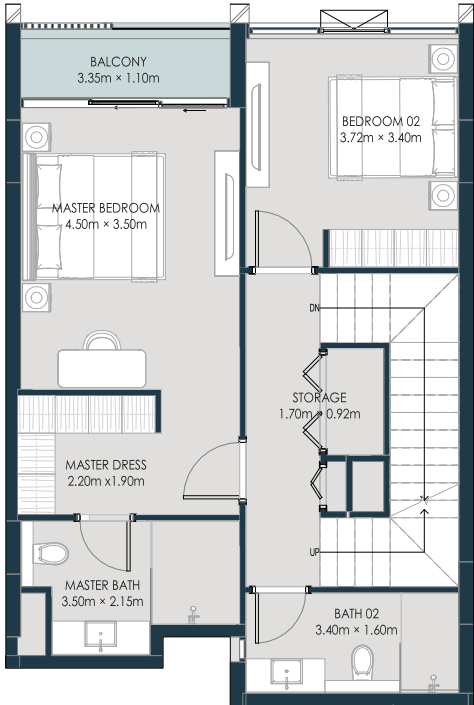 BALCONY
3.35m × 1.10m
BEDROOM 02
3.72m × 3.40m
MASTER BEDROOM
4.50m × 3.50m
DN
STORAGE
1.70m × 0.92m
MASTER DRESS
2.20m x1.90m
UP
MASTER BATH
3.50m × 2.15m
BATH 02
3.40m × 1.60m